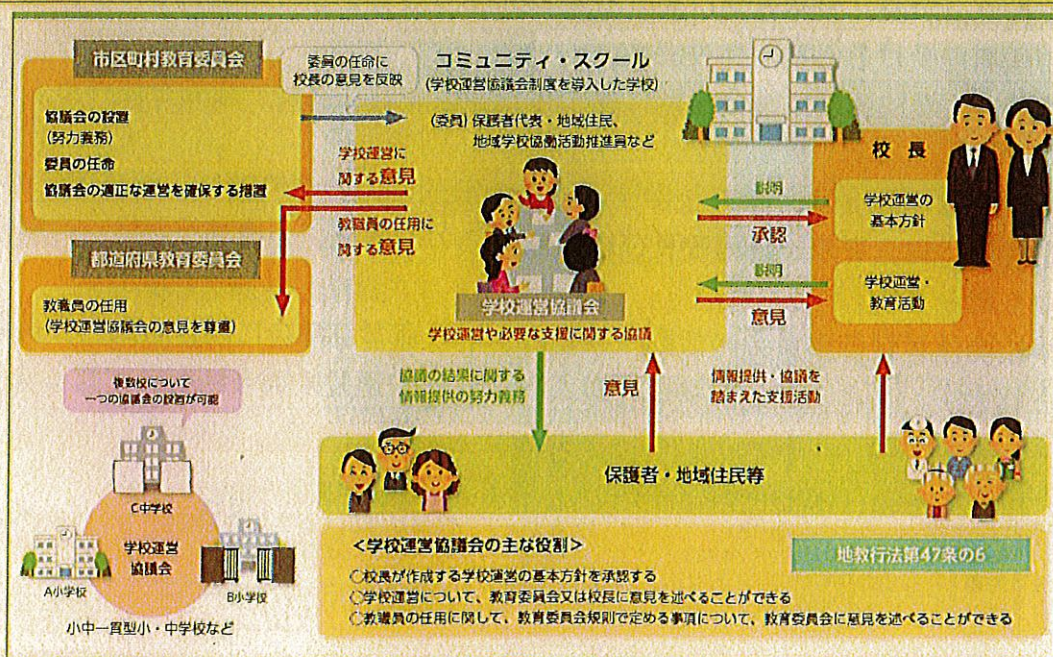 市区町村教育委員会
協議会の設置
(努力義務)
委員の任命
協議会の適正な運営を確保する措置
委員の任命に
校長の意見を反映
コミュニティ・スクール
(学校運営協議会制度を導入した学校)
(委員) 保護者代表・地域住民、
地域学校協働活動推進員など
学校運営に
関する意見
教職員の任用に
関する意見
都道府県教育委員会
教職員の任用
(学校運営協議会の意見を尊重)
学校運営協議会
学校運営や必要な支援に関する協議
校長
説明
承認
学校運営の
基本方針
説明
意見
学校運営・
教育活動
協議の結果に関する
情報提供の努力義務
意見
情報提供・協議を
踏まえた支援活動
保護者・地域住民等
複数校について
一つの協議会の設置が可能
C中学校
学校運営
協議会
A小学校
B小学校
小中一貫型小・中学校など
<学校運営協議会の主な役割>
地教行法第47条の6
○校長が作成する学校運営の基本方針を承認する
○学校運営について、教育委員会又は校長に意見を述べることができる
○教職員の任用に関して、教育委員会規則で定める事項について、教育委員会に意見を述べることができる